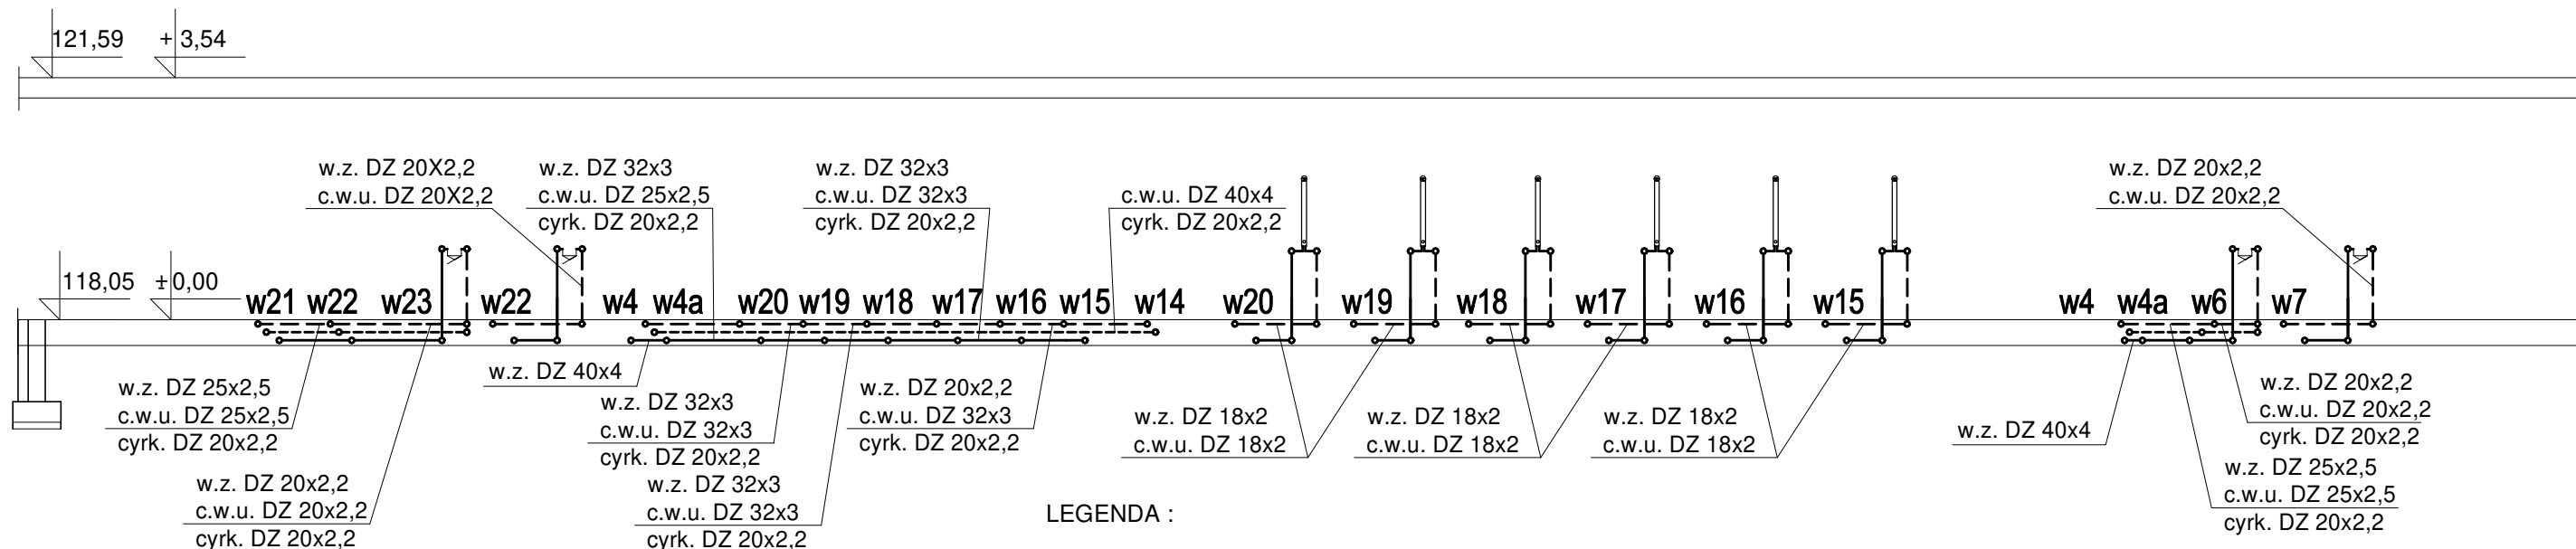 121,59 +3,54
w.z. DZ 20X2,2
c.w.u. DZ 20X2,2
w.z. DZ 32x3
c.w.u. DZ 25x2,5
cyrk. DZ 20x2,2
w.z. DZ 32x3
c.w.u. DZ 32x3
cyrk. DZ 20x2,2
c.w.u. DZ 40x4
cyrk. DZ 20x2,2
w.z. DZ 20x2,2
c.w.u. DZ 20x2,2
118,05 ±0,00
w21 w22 w23 w22 w4 w4a w20 w19 w18 w17 w16 w15 w14 w20 w19 w18 w17 w16 w15 w4 w4a w6 w7
w.z. DZ 25x2,5
c.w.u. DZ 25x2,5
cyrk. DZ 20x2,2
w.z. DZ 20x2,2
c.w.u. DZ 20x2,2
cyrk. DZ 20x2,2
w.z. DZ 40x4
w.z. DZ 32x3
c.w.u. DZ 32x3
cyrk. DZ 20x2,2
w.z. DZ 32x3
c.w.u. DZ 32x3
cyrk. DZ 20x2,2
w.z. DZ 20x2,2
c.w.u. DZ 32x3
cyrk. DZ 20x2,2
w.z. DZ 18x2
c.w.u. DZ 18x2
w.z. DZ 18x2
c.w.u. DZ 18x2
w.z. DZ 18x2
c.w.u. DZ 18x2
w.z. DZ 40x4
w.z. DZ 20x2,2
c.w.u. DZ 20x2,2
cyrk. DZ 20x2,2
w.z. DZ 25x2,5
c.w.u. DZ 25x2,5
cyrk. DZ 20x2,2
LEGENDA :